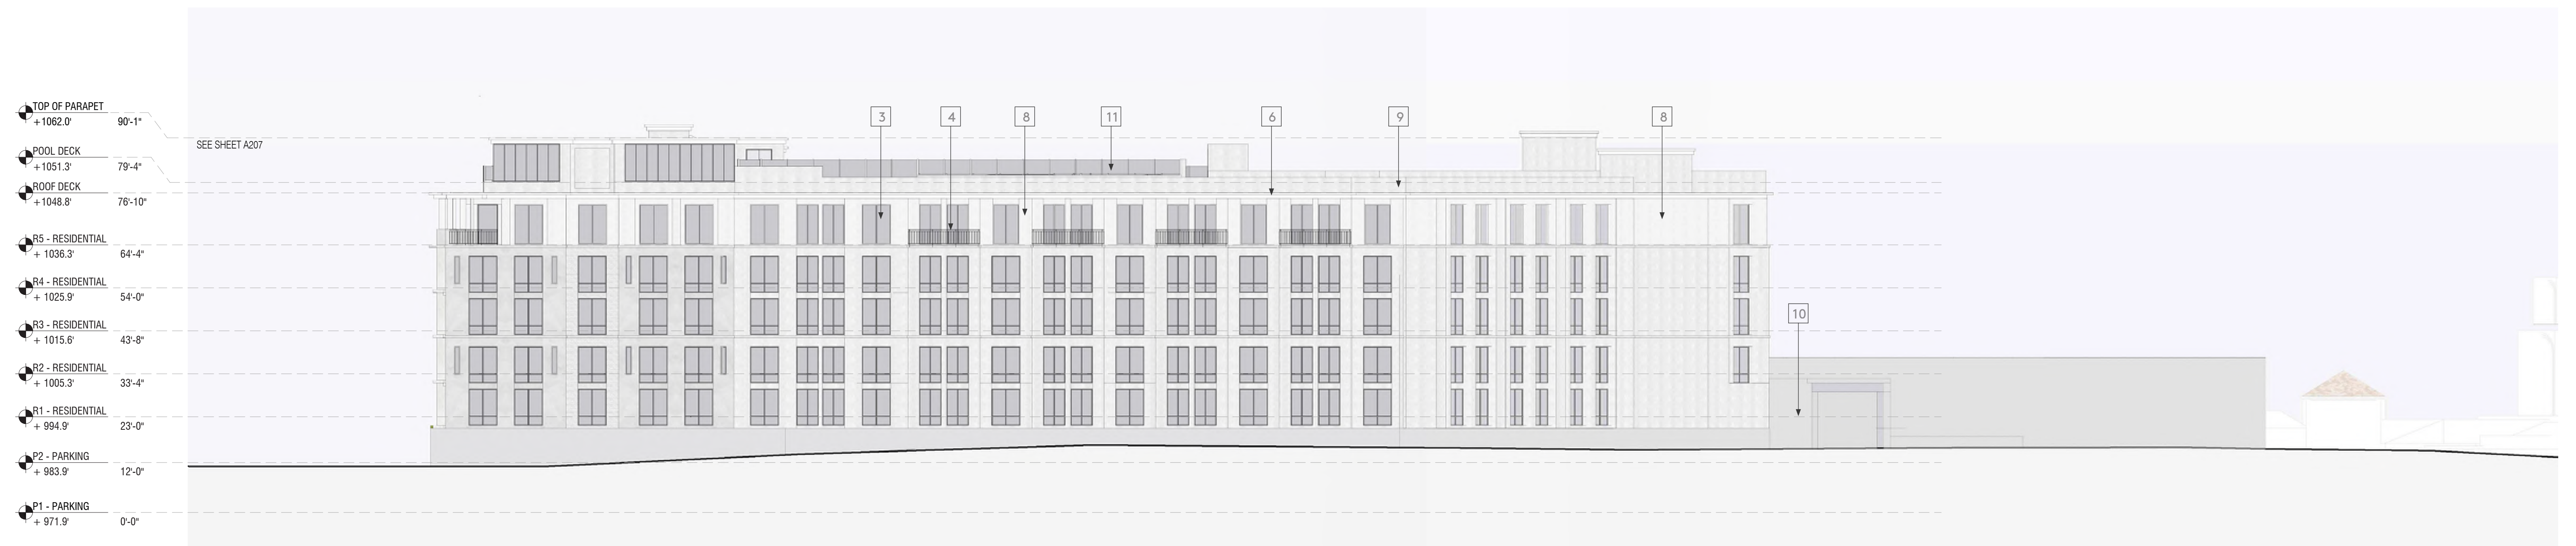 3 4 8 11 6 9 8
TOP OF PARAPET
+1062.0' 90'-1"
SEE SHEET A207
POOL DECK
+1051.3' 79'-4"
ROOF DECK
+1048.8' 76'-10"
R5 - RESIDENTIAL
+ 1036.3' 64'-4"
R4 - RESIDENTIAL
+ 1025.9' 54'-0"
10
R3 - RESIDENTIAL
+ 1015.6' 43'-8"
R2 - RESIDENTIAL
+ 1005.3' 33'-4"
R1 - RESIDENTIAL
+ 994.9' 23'-0"
P2 - PARKING
+ 983.9' 12'-0"
P1 - PARKING
+ 971.9' 0'-0"